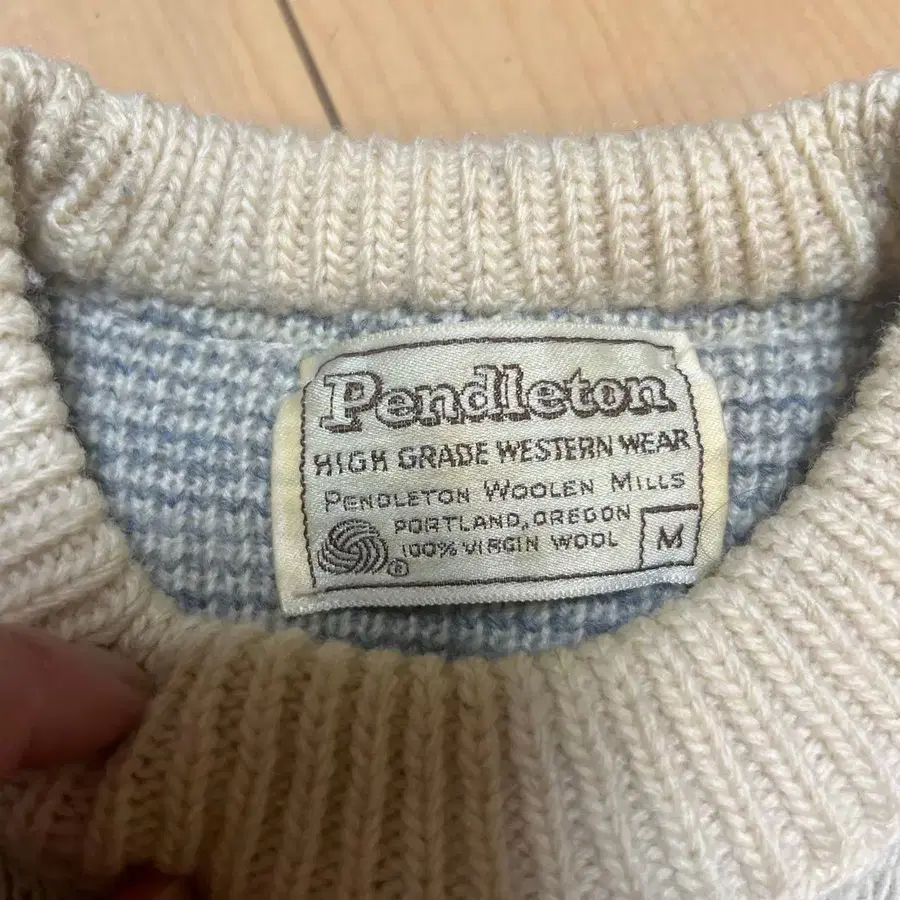 Pendleton
HIGH GRADE WESTERN WEAR
PENDLETON WOOLEN MILLS
PORTLAND, OREGON
100% VIRGIN WOOL
®
M